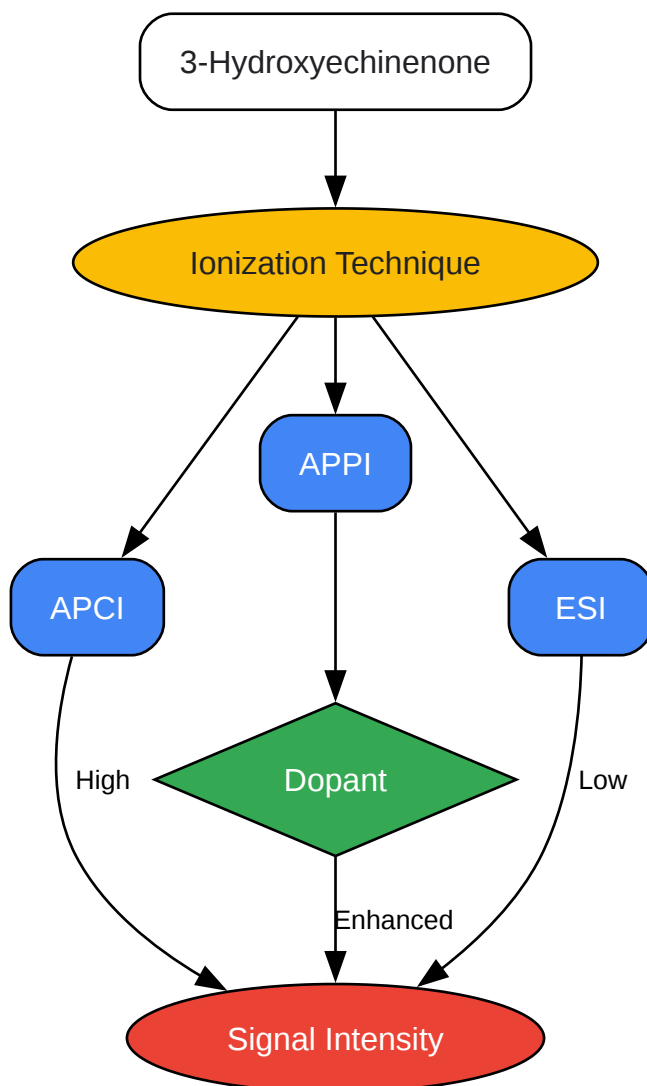 3-Hydroxyechinenone
Ionization Technique
APPI
APCI
ESI
High
Dopant
Low
Enhanced
Signal Intensity